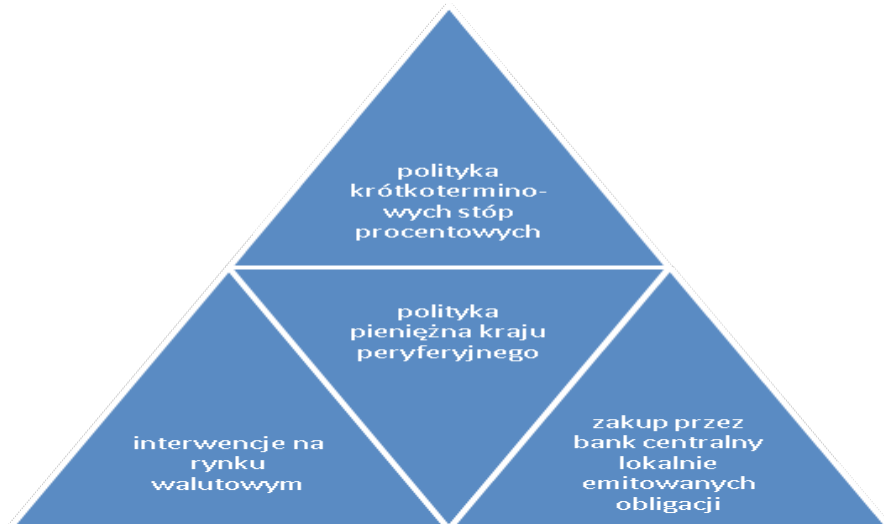 polityka
krótkotermino-
wych stóp
procentowych
polityka
pieniężna kraju
peryferyjnego
interwencje na
rynku
walutowym
zakup przez
bank centralny
lokalnie
emitowanych
obligacji